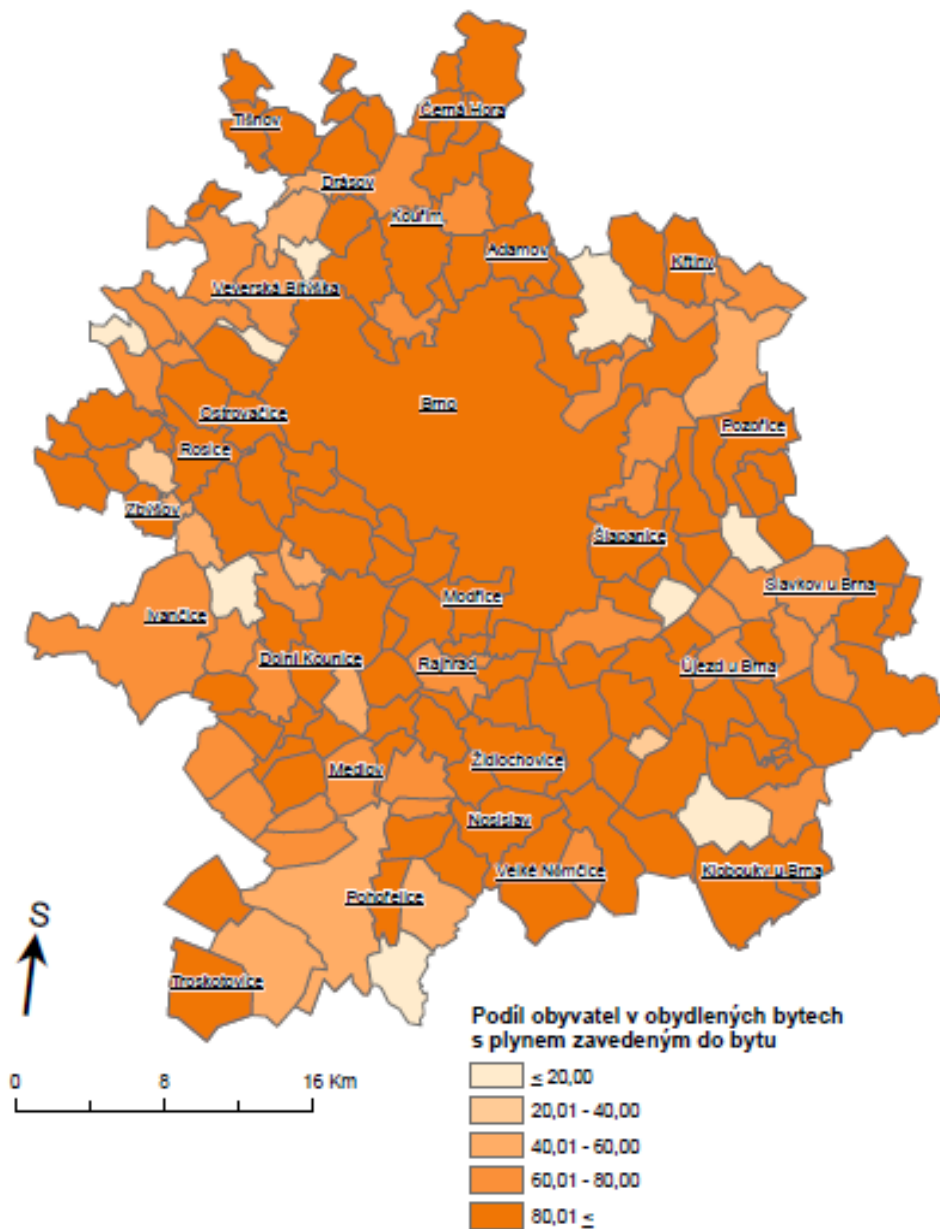 Černá Hora
Tišnov
Drásov
Kouřim
Adamov
Křtiny
Veverská Bítýška
Brno
Ostrovačice
Pozořice
Rosice
Zbýšov
Šlapanice
Slavkov u Brna
Modřice
Ivančice
Dolní Kounice
Rajhrad
Újezd u Brna
Židlochovice
Medlov
Nosislav
Velké Němčice
Klobouky u Brna
Pohořelice
S
Troskotovice
Podíl obyvatel v obydlených bytech
s plynem zavedeným do bytu
0 8 16 Km
≤ 20,00
20,01 - 40,00
40,01 - 60,00
60,01 - 80,00
80,01 ≤